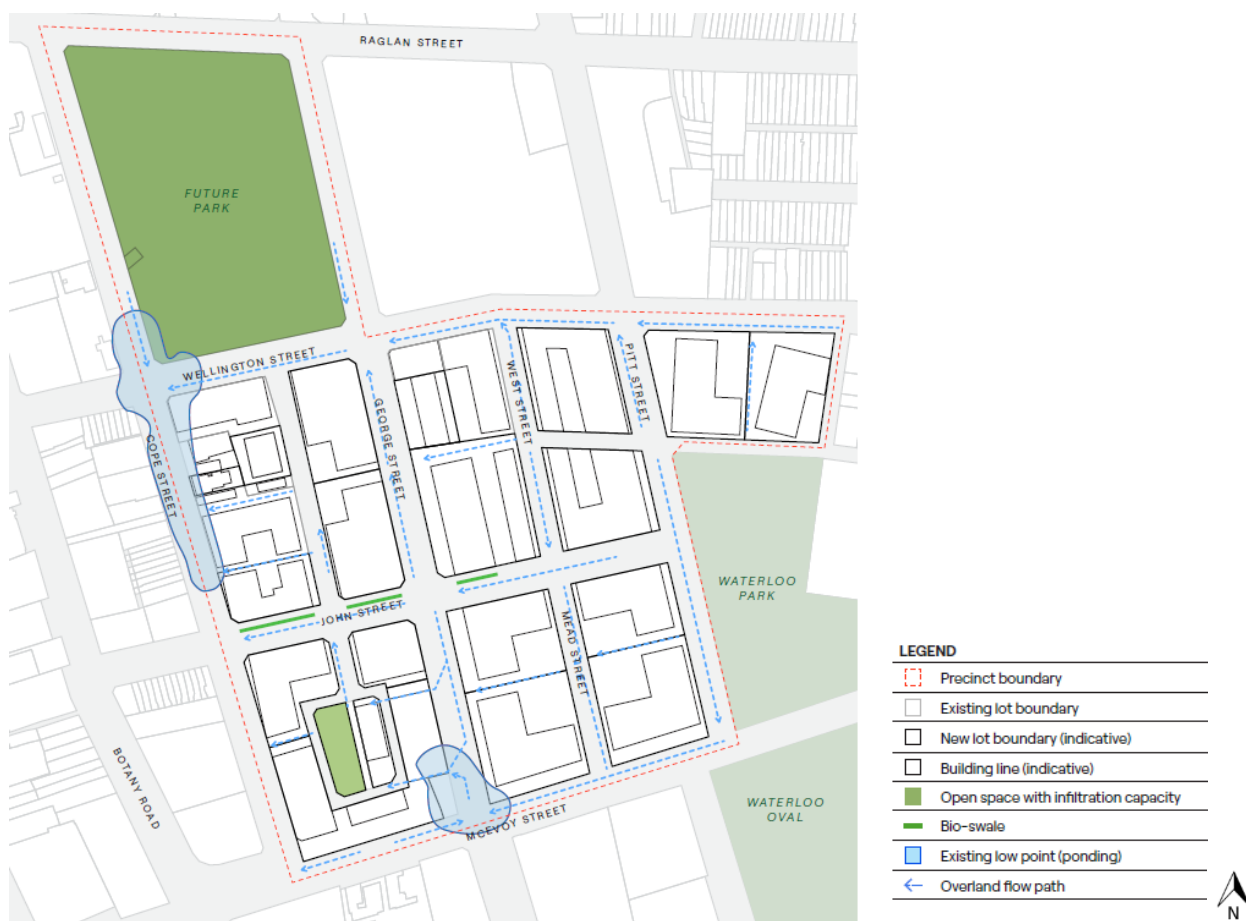 RAGLAN STREET
FUTURE
PARK
WELLINGTON STREET
WEST STREET
PITT STREET
GEORGE STREET
COPE STREET
WATERLOO
PARK
JOHN STREET
MEAD STREET
BOTANY ROAD
WATERLOO
OVAL
MCEVOY STREET
LEGEND
Precinct boundary
Existing lot boundary
New lot boundary (indicative)
Building line (indicative)
Open space with infiltration capacity
Bio-swale
Existing low point (ponding)
Overland flow path
N